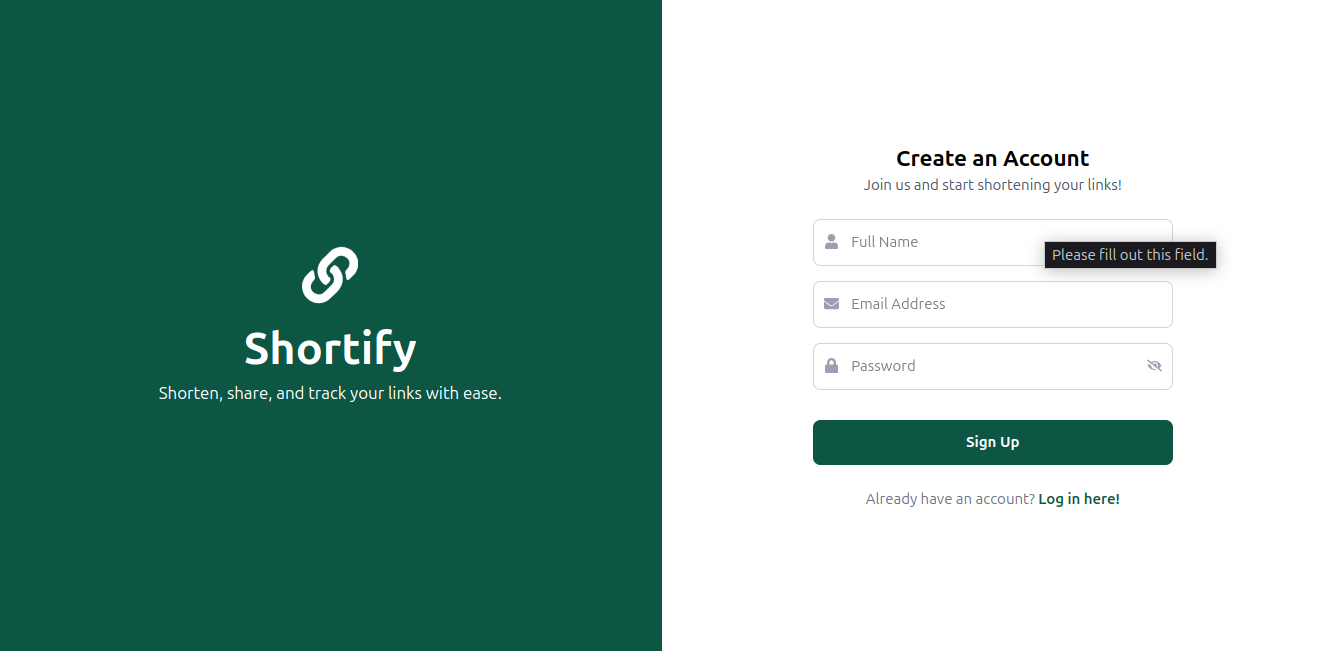 Shortify
Shorten, share, and track your links with ease.
Create an Account
Join us and start shortening your links!
Full Name
Please fill out this field.
Email Address
Password
Sign Up
Already have an account? Log in here!